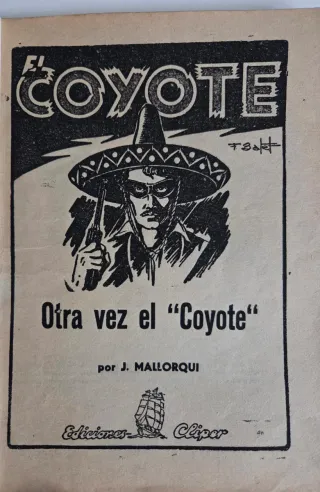 El
COYOTE
Otra vez el "Coyote"
por J. MALLORQUI
Ediciones Cliper